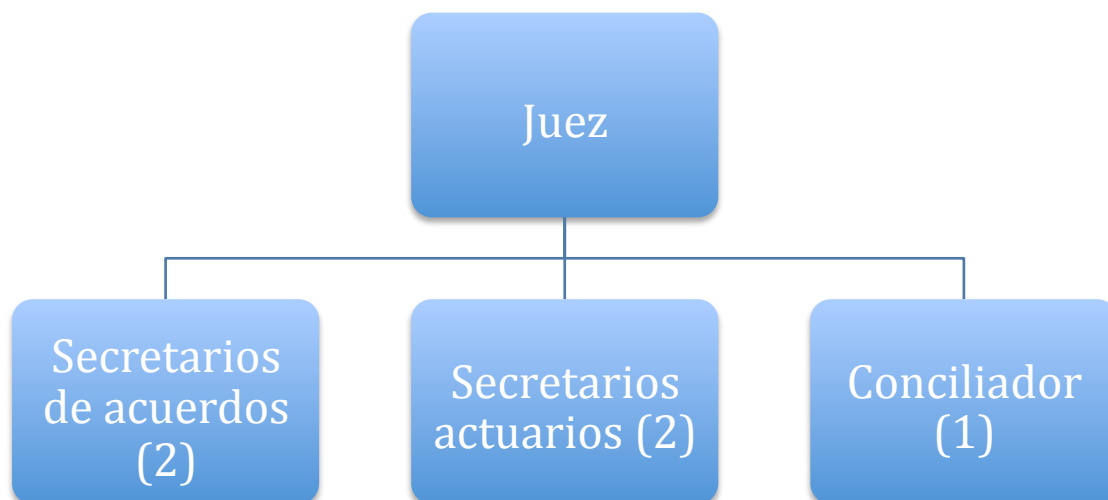 Juez
Secretarios
de acuerdos
(2)
Secretarios
actuarios (2)
Conciliador
(1)